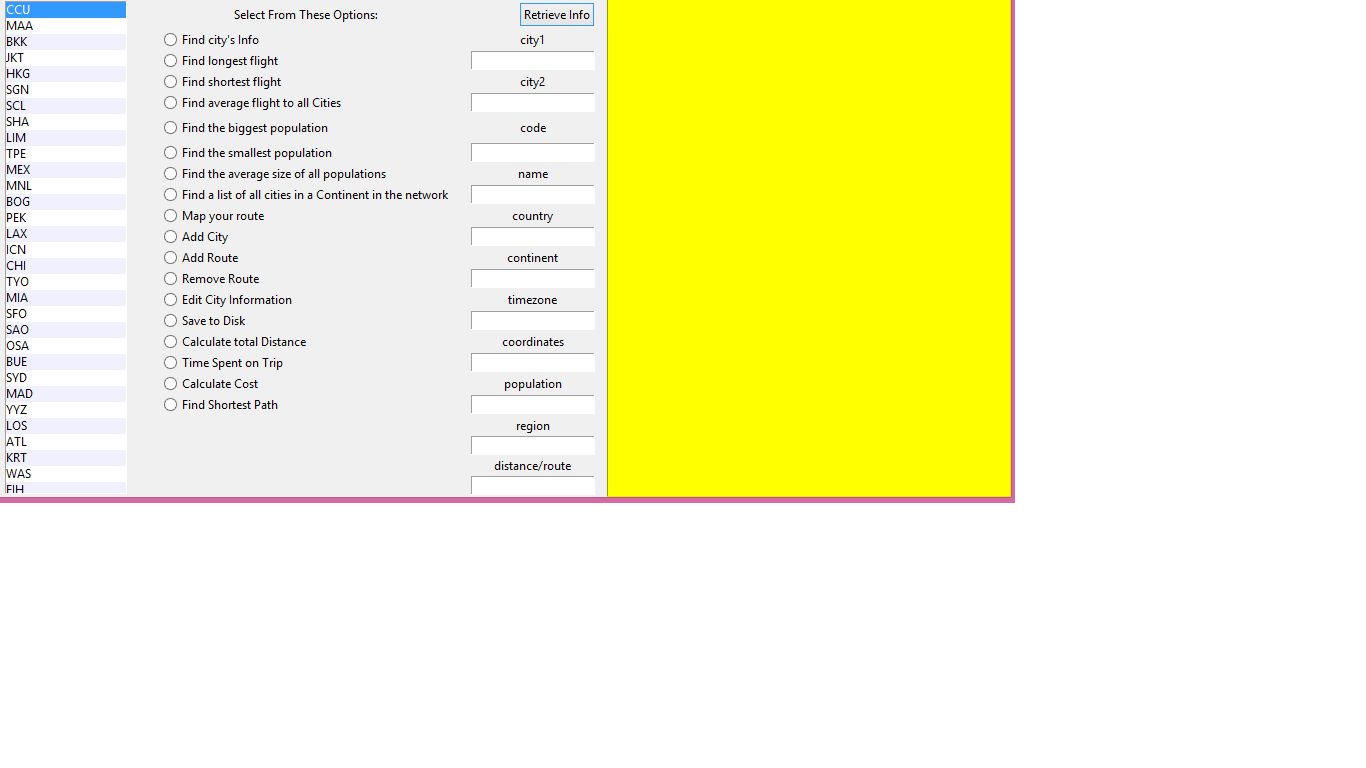 CCU
MAA
BKK
JKT
HKG
SGN
SCL
SHA
LIM
TPE
MEX
MNL
BOG
PEK
LAX
ICN
CHI
TYO
MIA
SFO
SAO
OSA
BUE
SYD
MAD
YYZ
LOS
ATL
KRT
WAS
FIH
Select From These Options:
Find city's Info
Find longest flight
Find shortest flight
Find average flight to all Cities
Find the biggest population
Find the smallest population
Find the average size of all populations
Find a list of all cities in a Continent in the network
Map your route
Add City
Add Route
Remove Route
Edit City Information
Save to Disk
Calculate total Distance
Time Spent on Trip
Calculate Cost
Find Shortest Path
Retrieve Info
city1
city2
code
name
country
continent
timezone
coordinates
population
region
distance/route